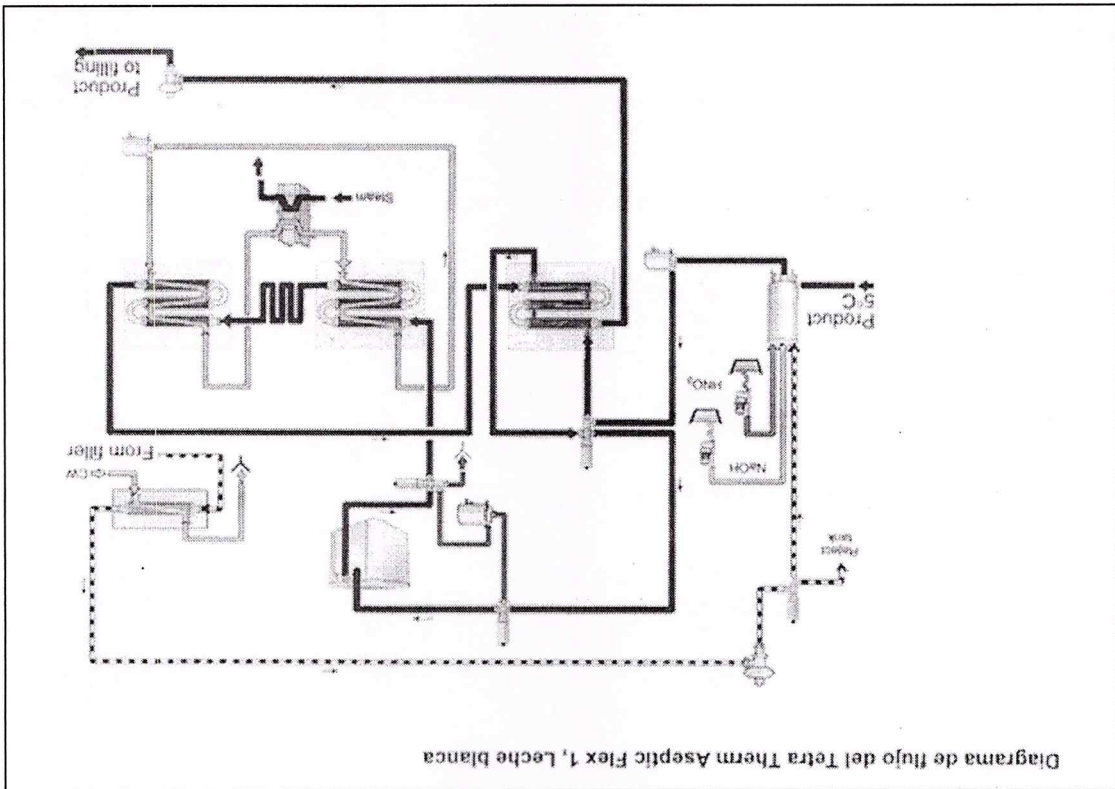 Diagrama de flujo del Tetra Therm Aseptic Flex 1, Leche blanca
Reject
tank
NaOH
HNO3
Product
5°C
CW
From filler
Steam
Product
to filling